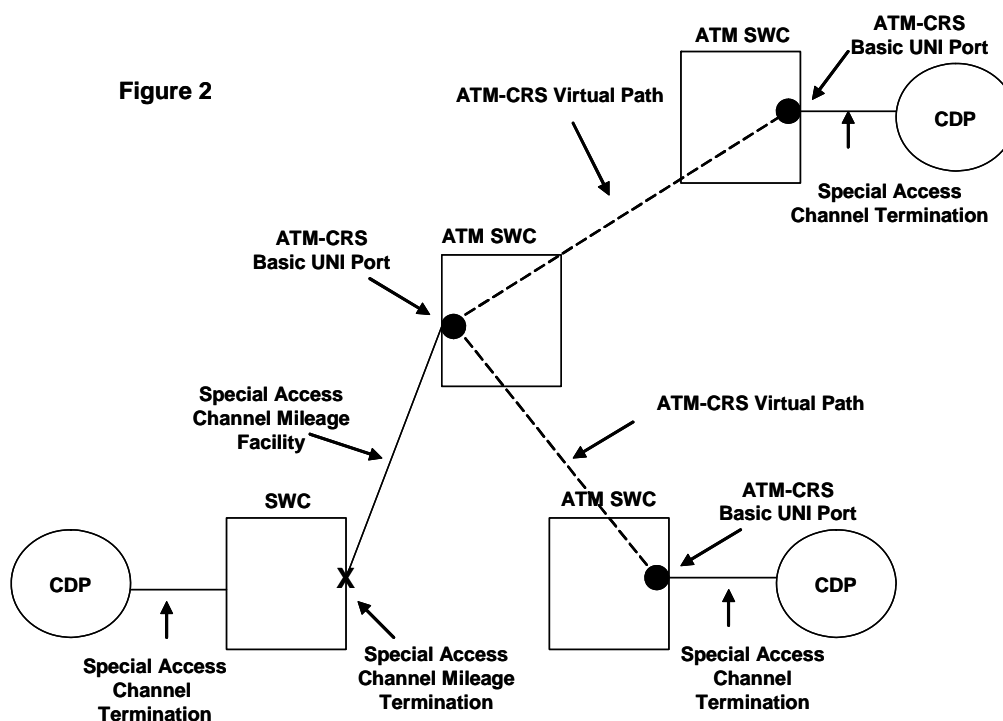 ATM-CRS
Basic UNI Port
ATM SWC
Figure 2
ATM-CRS Virtual Path
CDP
Special Access
Channel Termination
ATM-CRS
Basic UNI Port
ATM SWC
Special Access
Channel Mileage
Facility
ATM-CRS Virtual Path
SWC
ATM SWC
ATM-CRS
Basic UNI Port
CDP
X
CDP
Special Access
Channel
Termination
Special Access
Channel Mileage
Termination
Special Access
Channel
Termination